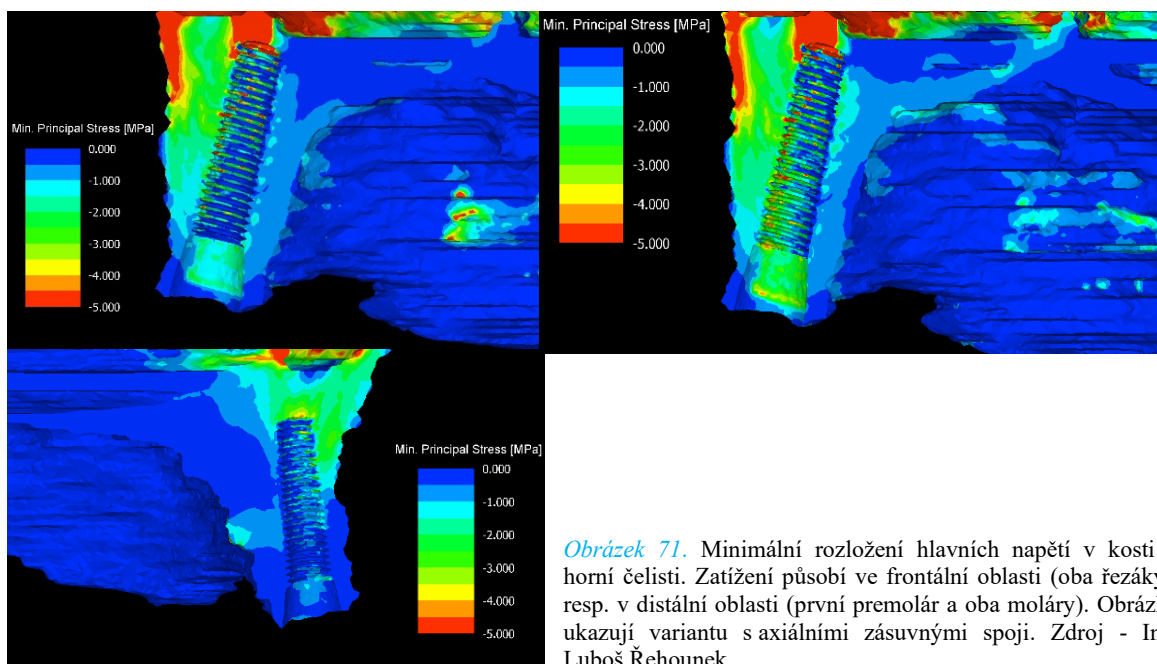 Min. Principal Stress [MPa]
0.000
-1.000
-2.000
-3.000
-4.000
-5.000
Min. Principal Stress [MPa]
0.000
-1.000
-2.000
-3.000
-4.000
-5.000
Min. Principal Stress [MPa]
0.000
-1.000
-2.000
-3.000
-4.000
-5.000
Obrázek 71. Minimální rozložení hlavních napětí v kosti
horní čelisti. Zatížení působí ve frontální oblasti (oba řezáky
resp. v distální oblasti (první premolár a oba moláry). Obrázk
ukazují variantu s axiálními zásuvnými spoji. Zdroj - In
Luboš Řehounek